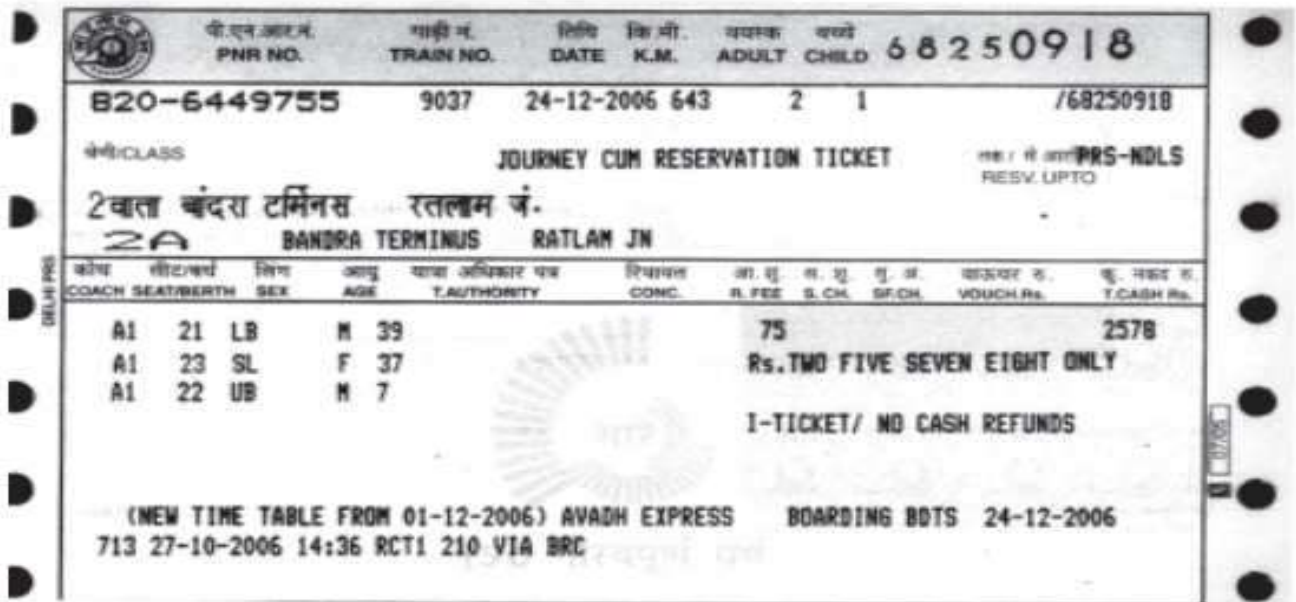 पी.एन.आर.नं. गाड़ी नं. तिथि कि.मी. वयस्क बच्चे
PNR NO. TRAIN NO. DATE K.M. ADULT CHILD 68250918
820-6449755 9037 24-12-2006 643 2 1 /68250918
श्रेणी/CLASS JOURNEY CUM RESERVATION TICKET PRS-NDLS
RESV. UPTO
2वाता बांदरा टर्मिनस रतलाम जं.
2A BANDRA TERMINUS RATLAM JN
कोच सीट/बर्थ लिंग आयु यात्रा अधिकार पत्र रियायत आ.शु. स.शु. सु.अ. वाऊचर रु. कु. नकद रु.
COACH SEAT/BERTH SEX AGE T.AUTHORITY CONC. R. FEE S. CH. SF.CH. VOUCH.Rs. T.CASH Rs.
DELHI PRS
A1 21 LB M 39 75 2578
A1 23 SL F 37 Rs.TWO FIVE SEVEN EIGHT ONLY
A1 22 UB M 7
I-TICKET/ NO CASH REFUNDS
07/05
(NEW TIME TABLE FROM 01-12-2006) AVADH EXPRESS BOARDING BDTS 24-12-2006
713 27-10-2006 14:36 RCT1 210 VIA BRC